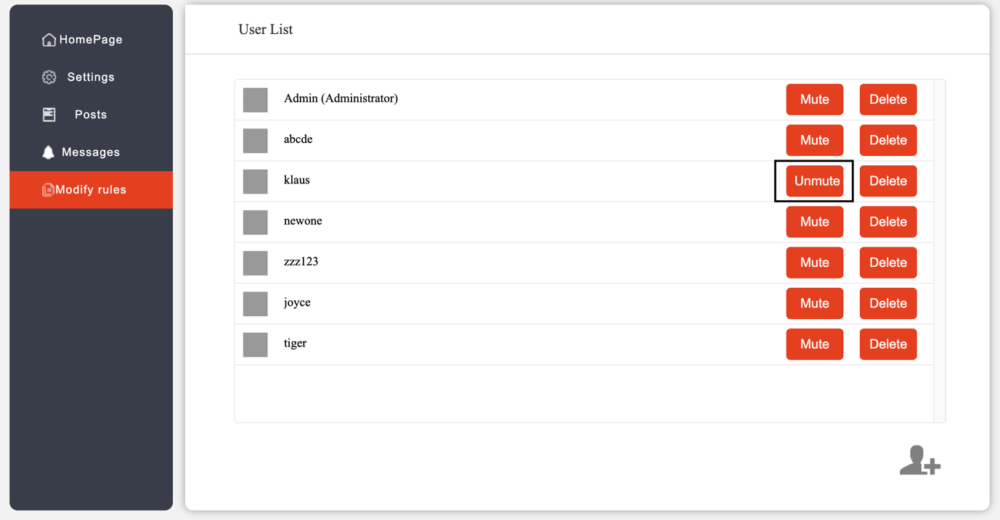 HomePage
Settings
Posts
Messages
Modify rules
User List
Admin (Administrator) Mute Delete
abcde Mute Delete
klaus Unmute Delete
newone Mute Delete
zzz123 Mute Delete
joyce Mute Delete
tiger Mute Delete